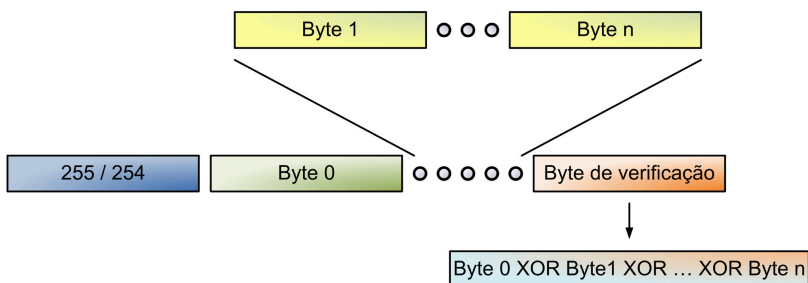 Byte 1
Byte n
255 / 254
Byte 0
Byte de verificação
Byte 0 XOR Byte1 XOR … XOR Byte n